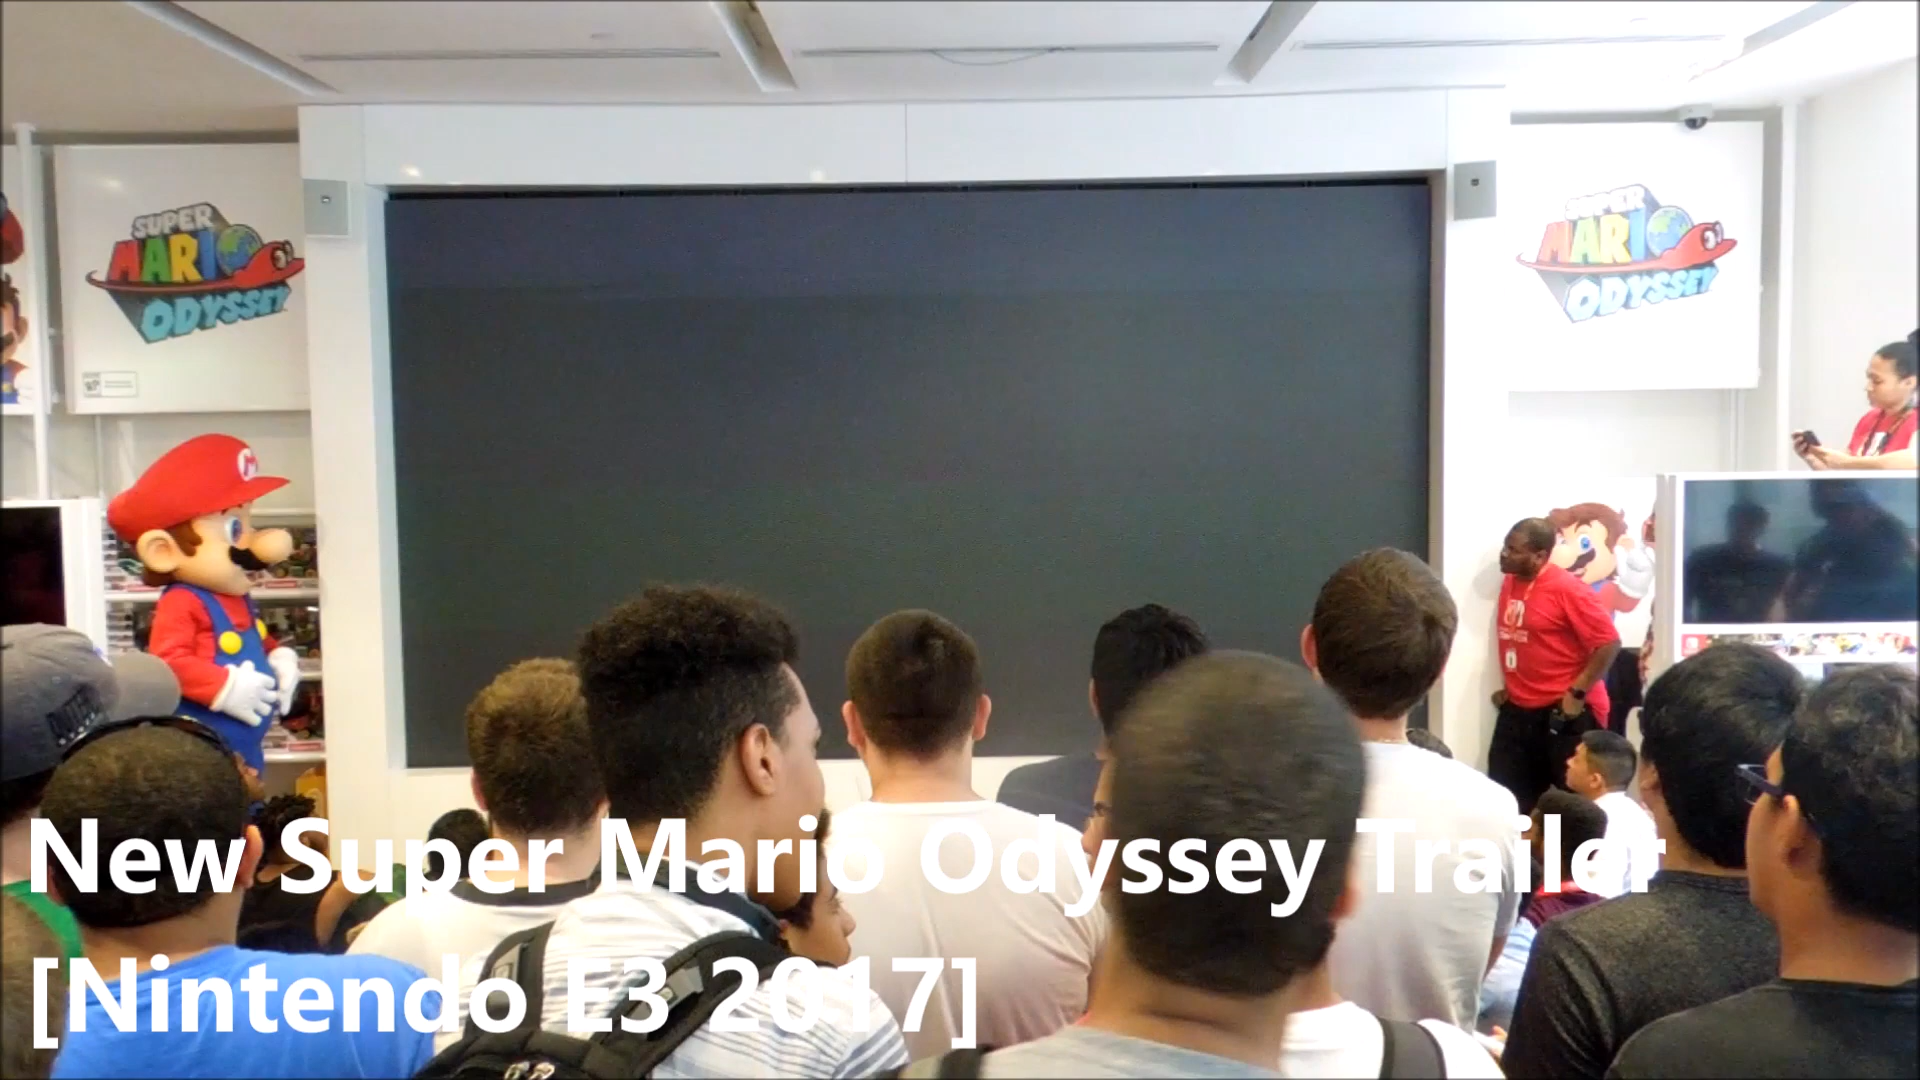 SUPER
MARIO
ODYSSEY
SUPER
MARIO
ODYSSEY
M
New Super Mario Odyssey Trailer
[Nintendo E3 2017]